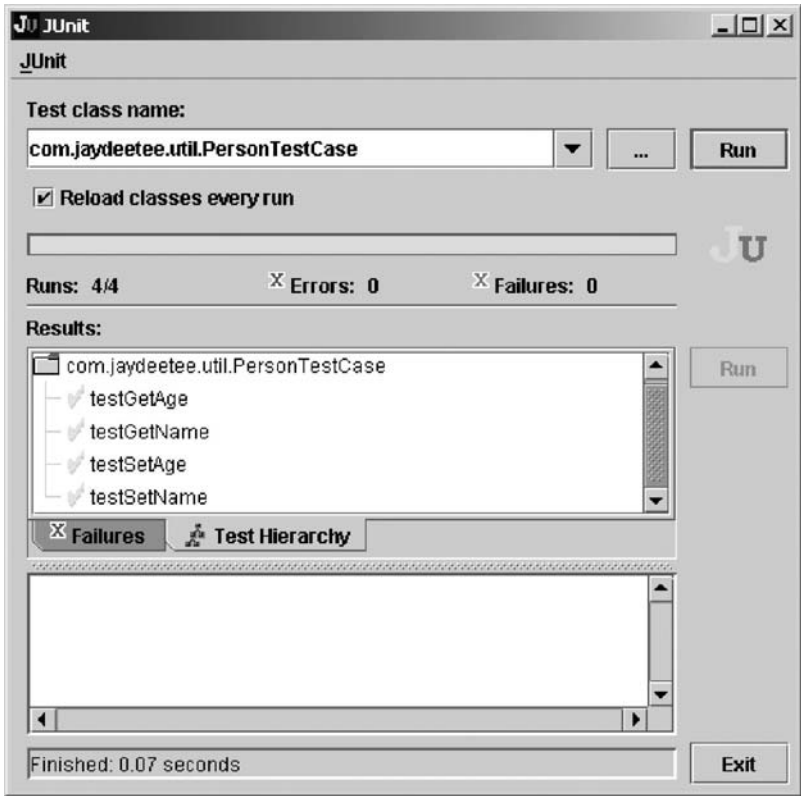 JU JUnit
JUnit
Test class name:
com.jaydeetee.util.PersonTestCase
...
Run
Reload classes every run
JU
Runs: 4/4
X Errors: 0
X Failures: 0
Results:
com.jaydeetee.util.PersonTestCase
Run
testGetAge
testGetName
testSetAge
testSetName
X Failures
Test Hierarchy
Finished: 0.07 seconds
Exit